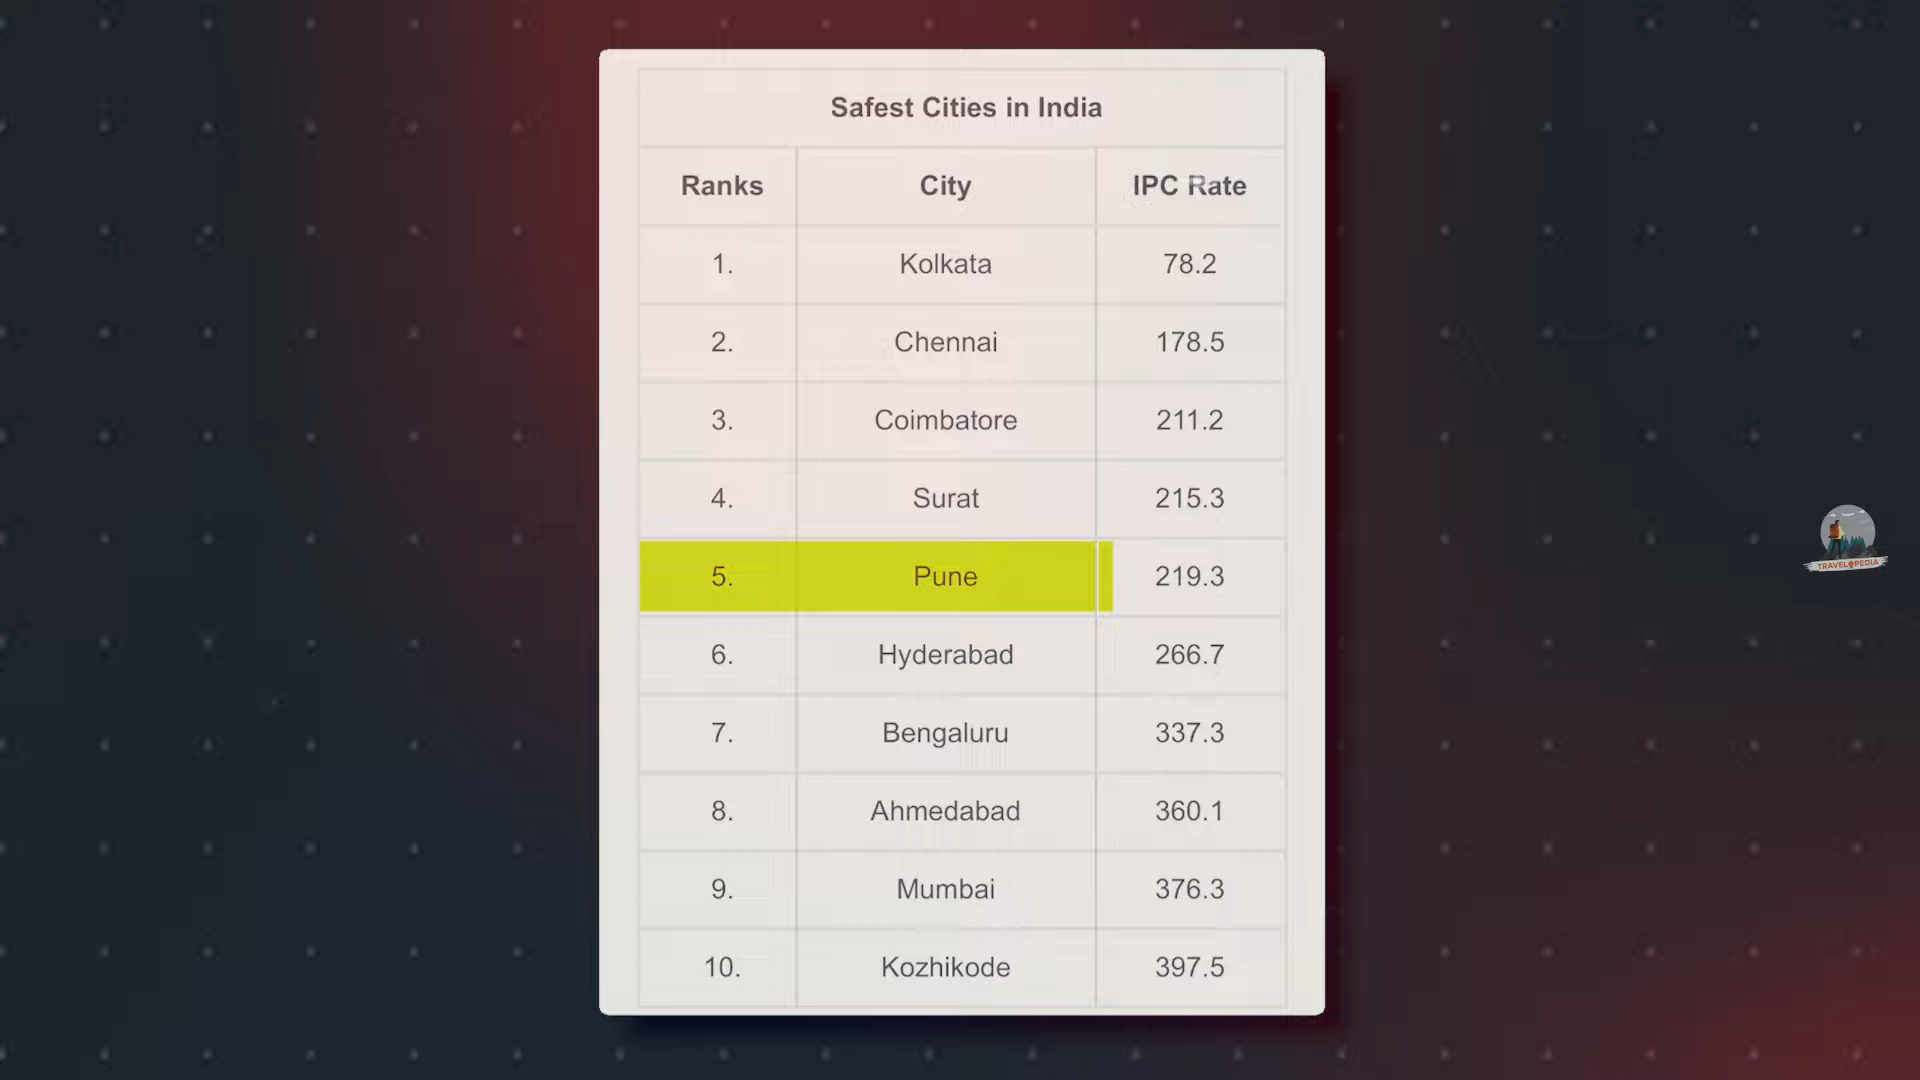 Safest Cities in India
Ranks City IPC Rate
1. Kolkata 78.2
2. Chennai 178.5
3. Coimbatore 211.2
4. Surat 215.3
5. Pune 219.3
6. Hyderabad 266.7
7. Bengaluru 337.3
8. Ahmedabad 360.1
9. Mumbai 376.3
10. Kozhikode 397.5
TRAVELOPEDIA